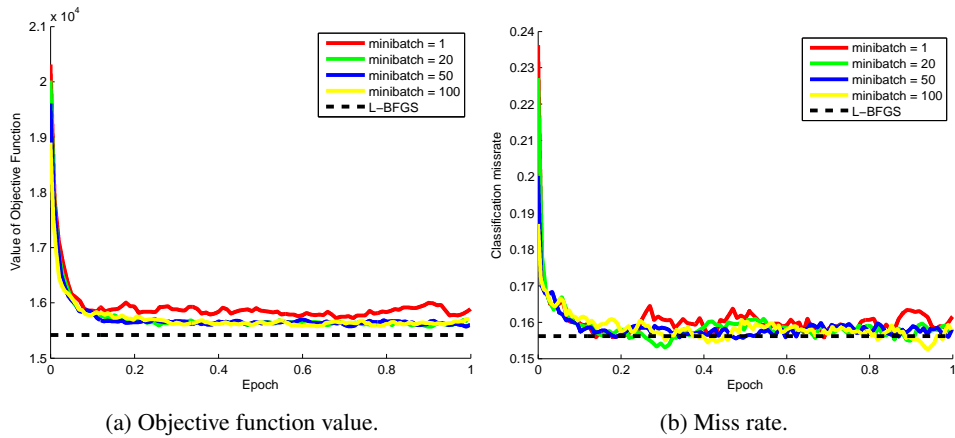 x 10⁴
2.1
2
1.9
1.8
1.7
1.6
1.5
Value of Objective Function
minibatch = 1
minibatch = 20
minibatch = 50
minibatch = 100
L−BFGS
0 0.2 0.4 0.6 0.8 1
Epoch
(a) Objective function value.
0.24
0.23
0.22
0.21
0.2
0.19
0.18
0.17
0.16
0.15
Classification missrate
minibatch = 1
minibatch = 20
minibatch = 50
minibatch = 100
L−BFGS
0 0.2 0.4 0.6 0.8 1
Epoch
(b) Miss rate.